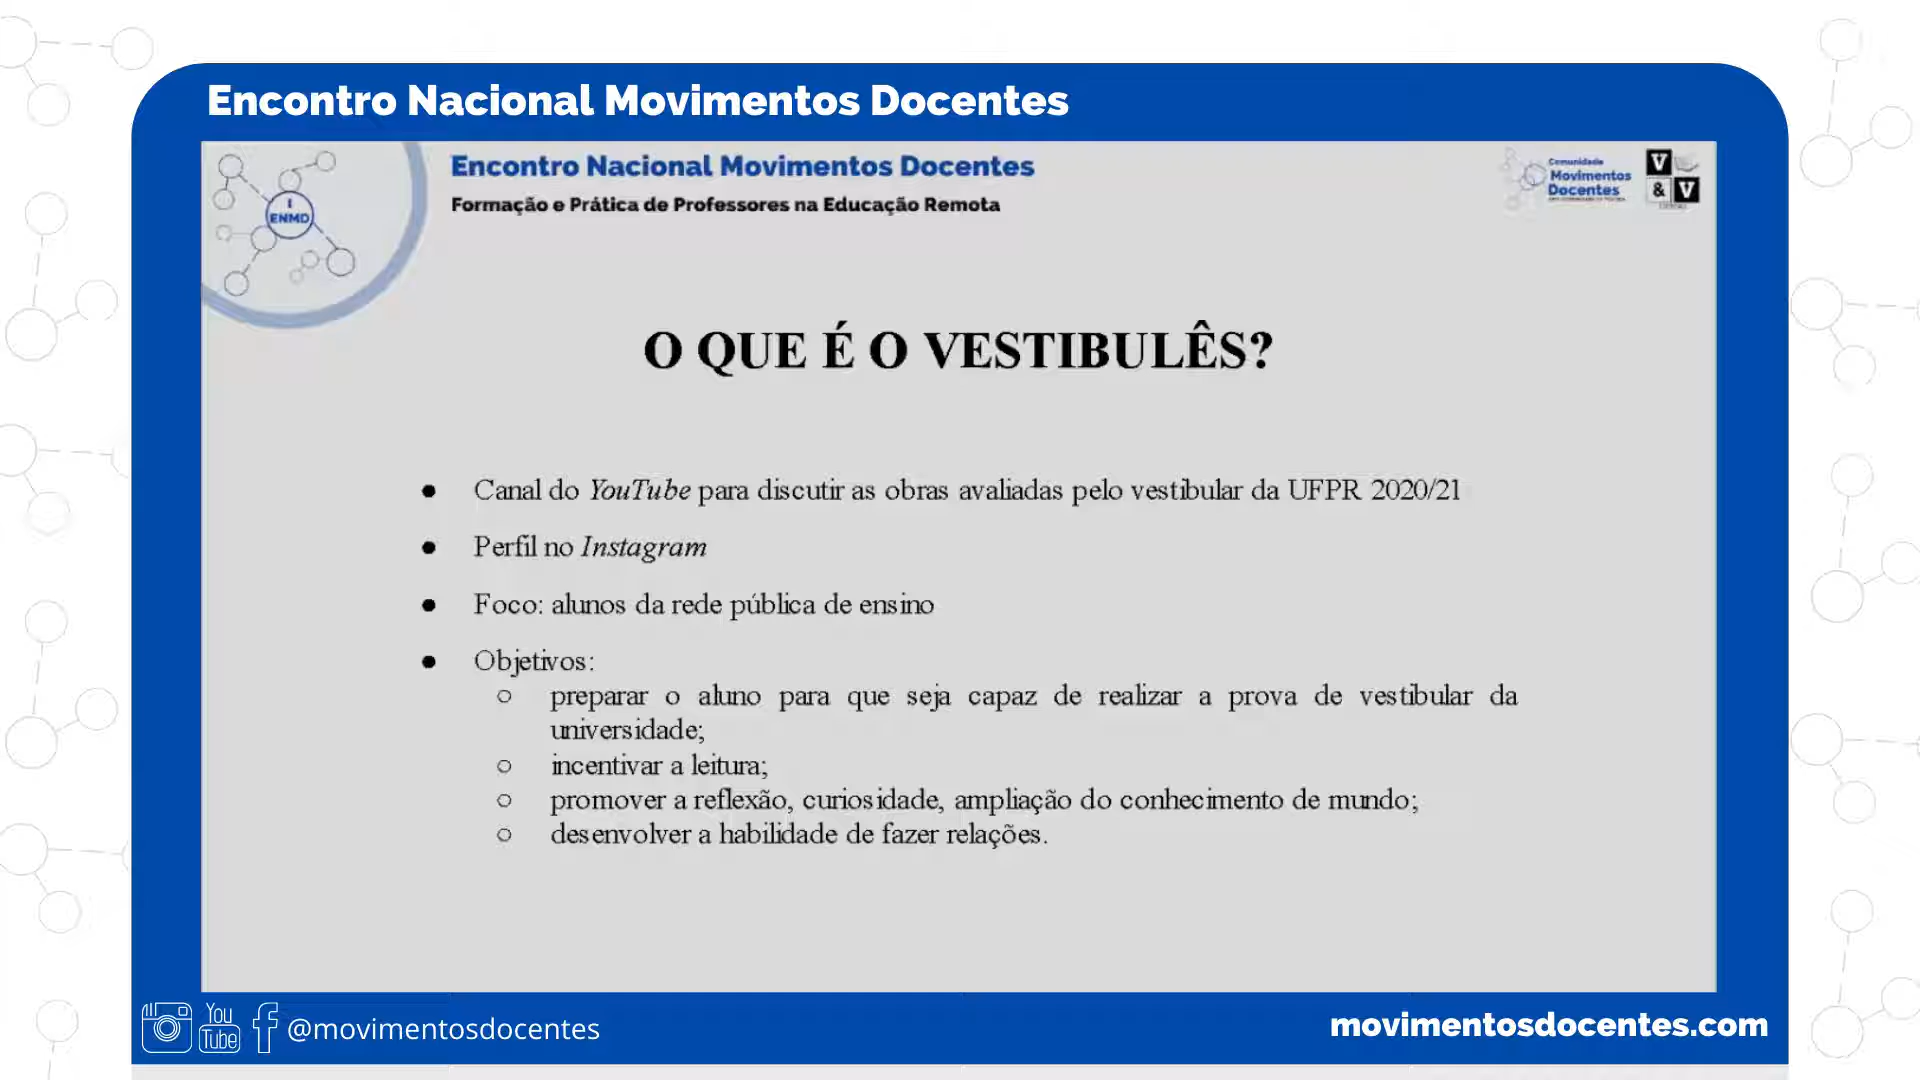 Encontro Nacional Movimentos Docentes
I
ENMD
Encontro Nacional Movimentos Docentes
Formação e Prática de Professores na Educação Remota
Comunidade
Movimentos
Docentes
V
& V
O QUE É O VESTIBULÊS?
● Canal do YouTube para discutir as obras avaliadas pelo vestibular da UFPR 2020/21
● Perfil no Instagram
● Foco: alunos da rede pública de ensino
● Objetivos:
○ preparar o aluno para que seja capaz de realizar a prova de vestibular da
universidade;
○ incentivar a leitura;
○ promover a reflexão, curiosidade, ampliação do conhecimento de mundo;
○ desenvolver a habilidade de fazer relações.
You
Tube
@movimentosdocentes
movimentosdocentes.com